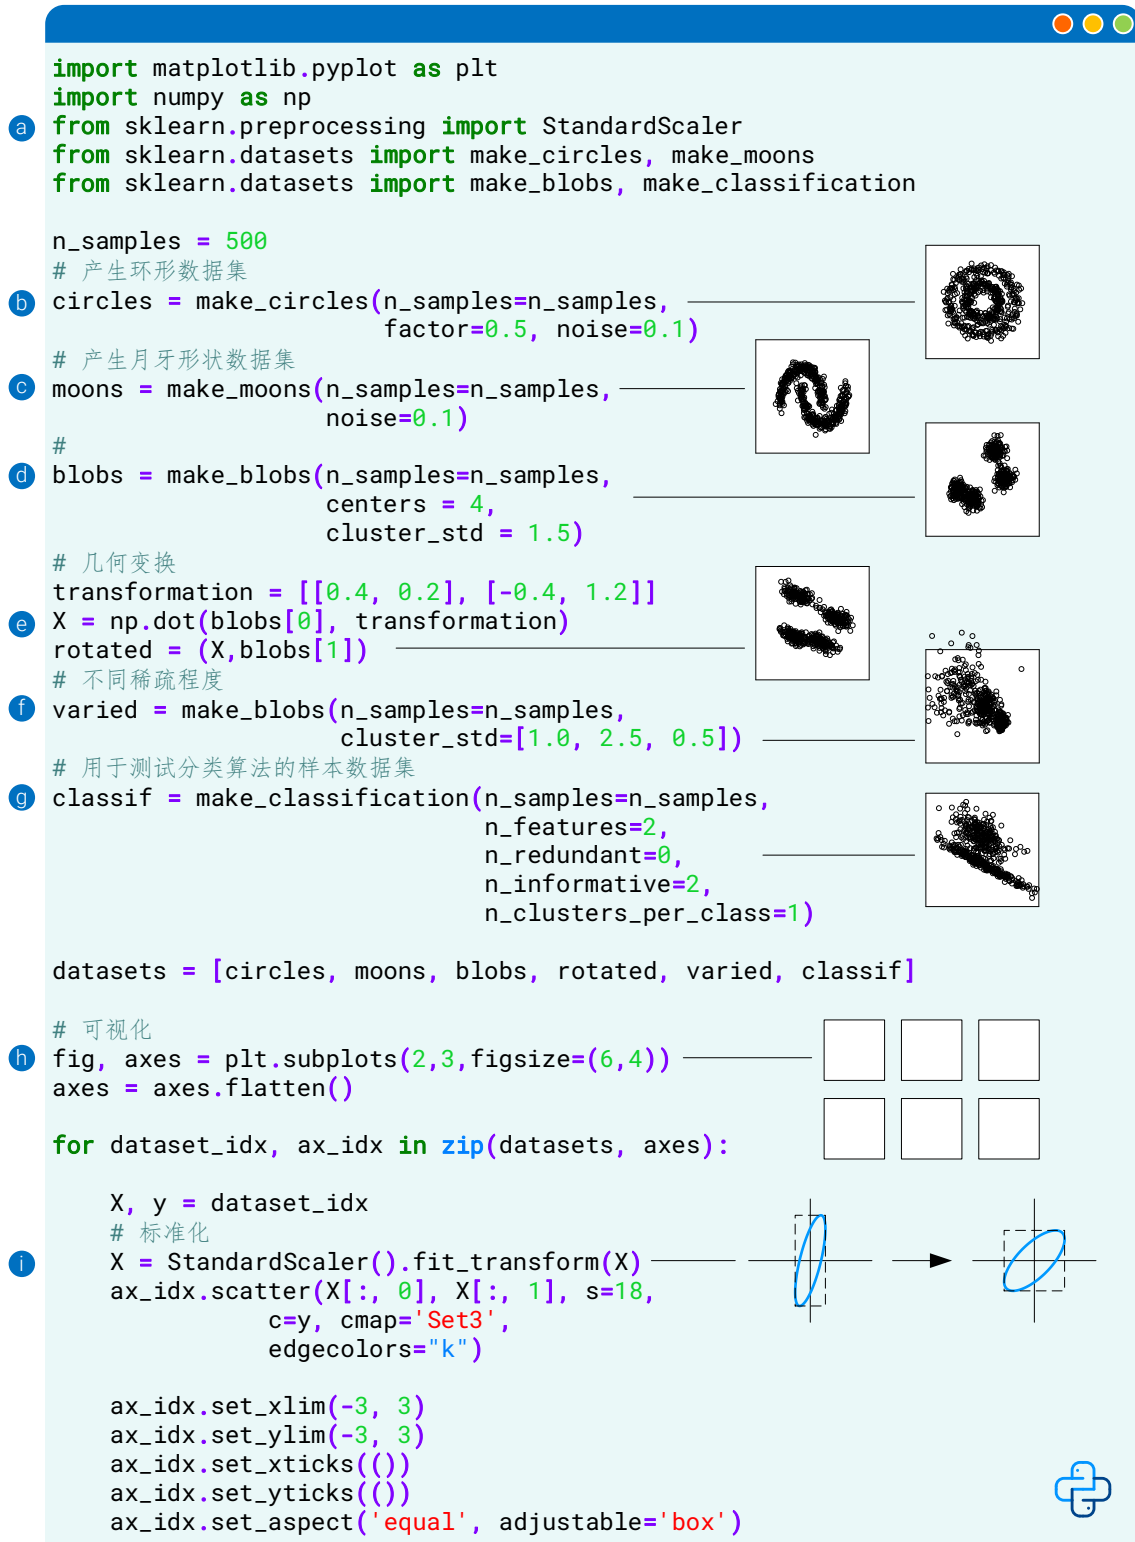 import matplotlib.pyplot as plt
import numpy as np
a from sklearn.preprocessing import StandardScaler
from sklearn.datasets import make_circles, make_moons
from sklearn.datasets import make_blobs, make_classification
n_samples = 500
# 产生环形数据集
b circles = make_circles(n_samples=n_samples,
factor=0.5, noise=0.1)
# 产生月牙形状数据集
c moons = make_moons(n_samples=n_samples,
noise=0.1)
#
d blobs = make_blobs(n_samples=n_samples,
centers = 4,
cluster_std = 1.5)
# 几何变换
transformation = [[0.4, 0.2], [-0.4, 1.2]]
e X = np.dot(blobs[0], transformation)
rotated = (X,blobs[1])
# 不同稀疏程度
f varied = make_blobs(n_samples=n_samples,
cluster_std=[1.0, 2.5, 0.5])
# 用于测试分类算法的样本数据集
g classif = make_classification(n_samples=n_samples,
n_features=2,
n_redundant=0,
n_informative=2,
n_clusters_per_class=1)
datasets = [circles, moons, blobs, rotated, varied, classif]
# 可视化
h fig, axes = plt.subplots(2,3,figsize=(6,4))
axes = axes.flatten()
for dataset_idx, ax_idx in zip(datasets, axes):
X, y = dataset_idx
# 标准化
i X = StandardScaler().fit_transform(X)
ax_idx.scatter(X[:, 0], X[:, 1], s=18,
c=y, cmap='Set3',
edgecolors="k")
ax_idx.set_xlim(-3, 3)
ax_idx.set_ylim(-3, 3)
ax_idx.set_xticks(())
ax_idx.set_yticks(())
ax_idx.set_aspect('equal', adjustable='box')